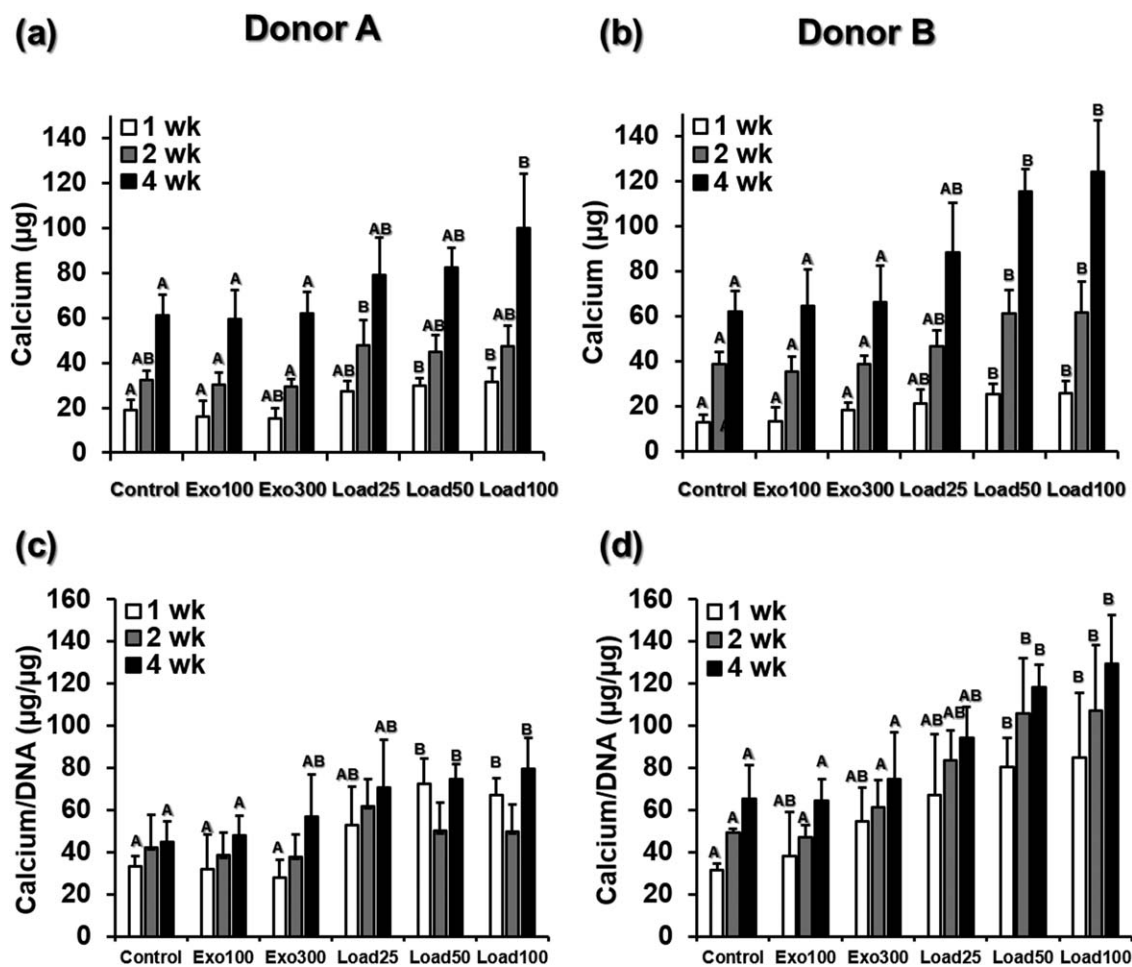 (a) Donor A
Calcium (µg)
140
120
100
80
60
40
20
0
1 wk
2 wk
4 wk
A AB A A A A AB A A AB B AB B AB AB B AB B
Control Exo100 Exo300 Load25 Load50 Load100
(b) Donor B
Calcium (µg)
140
120
100
80
60
40
20
0
1 wk
2 wk
4 wk
A A A A A A A A A AB AB AB B B B B B B
A
Control Exo100 Exo300 Load25 Load50 Load100
(c)
Calcium/DNA (µg/µg)
160
140
120
100
80
60
40
20
0
1 wk
2 wk
4 wk
A A A A A AB AB AB B B B B
Control Exo100 Exo300 Load25 Load50 Load100
(d)
Calcium/DNA (µg/µg)
160
140
120
100
80
60
40
20
0
1 wk
2 wk
4 wk
A A A AB A A AB A A AB AB AB B B B B B B
Control Exo100 Exo300 Load25 Load50 Load100